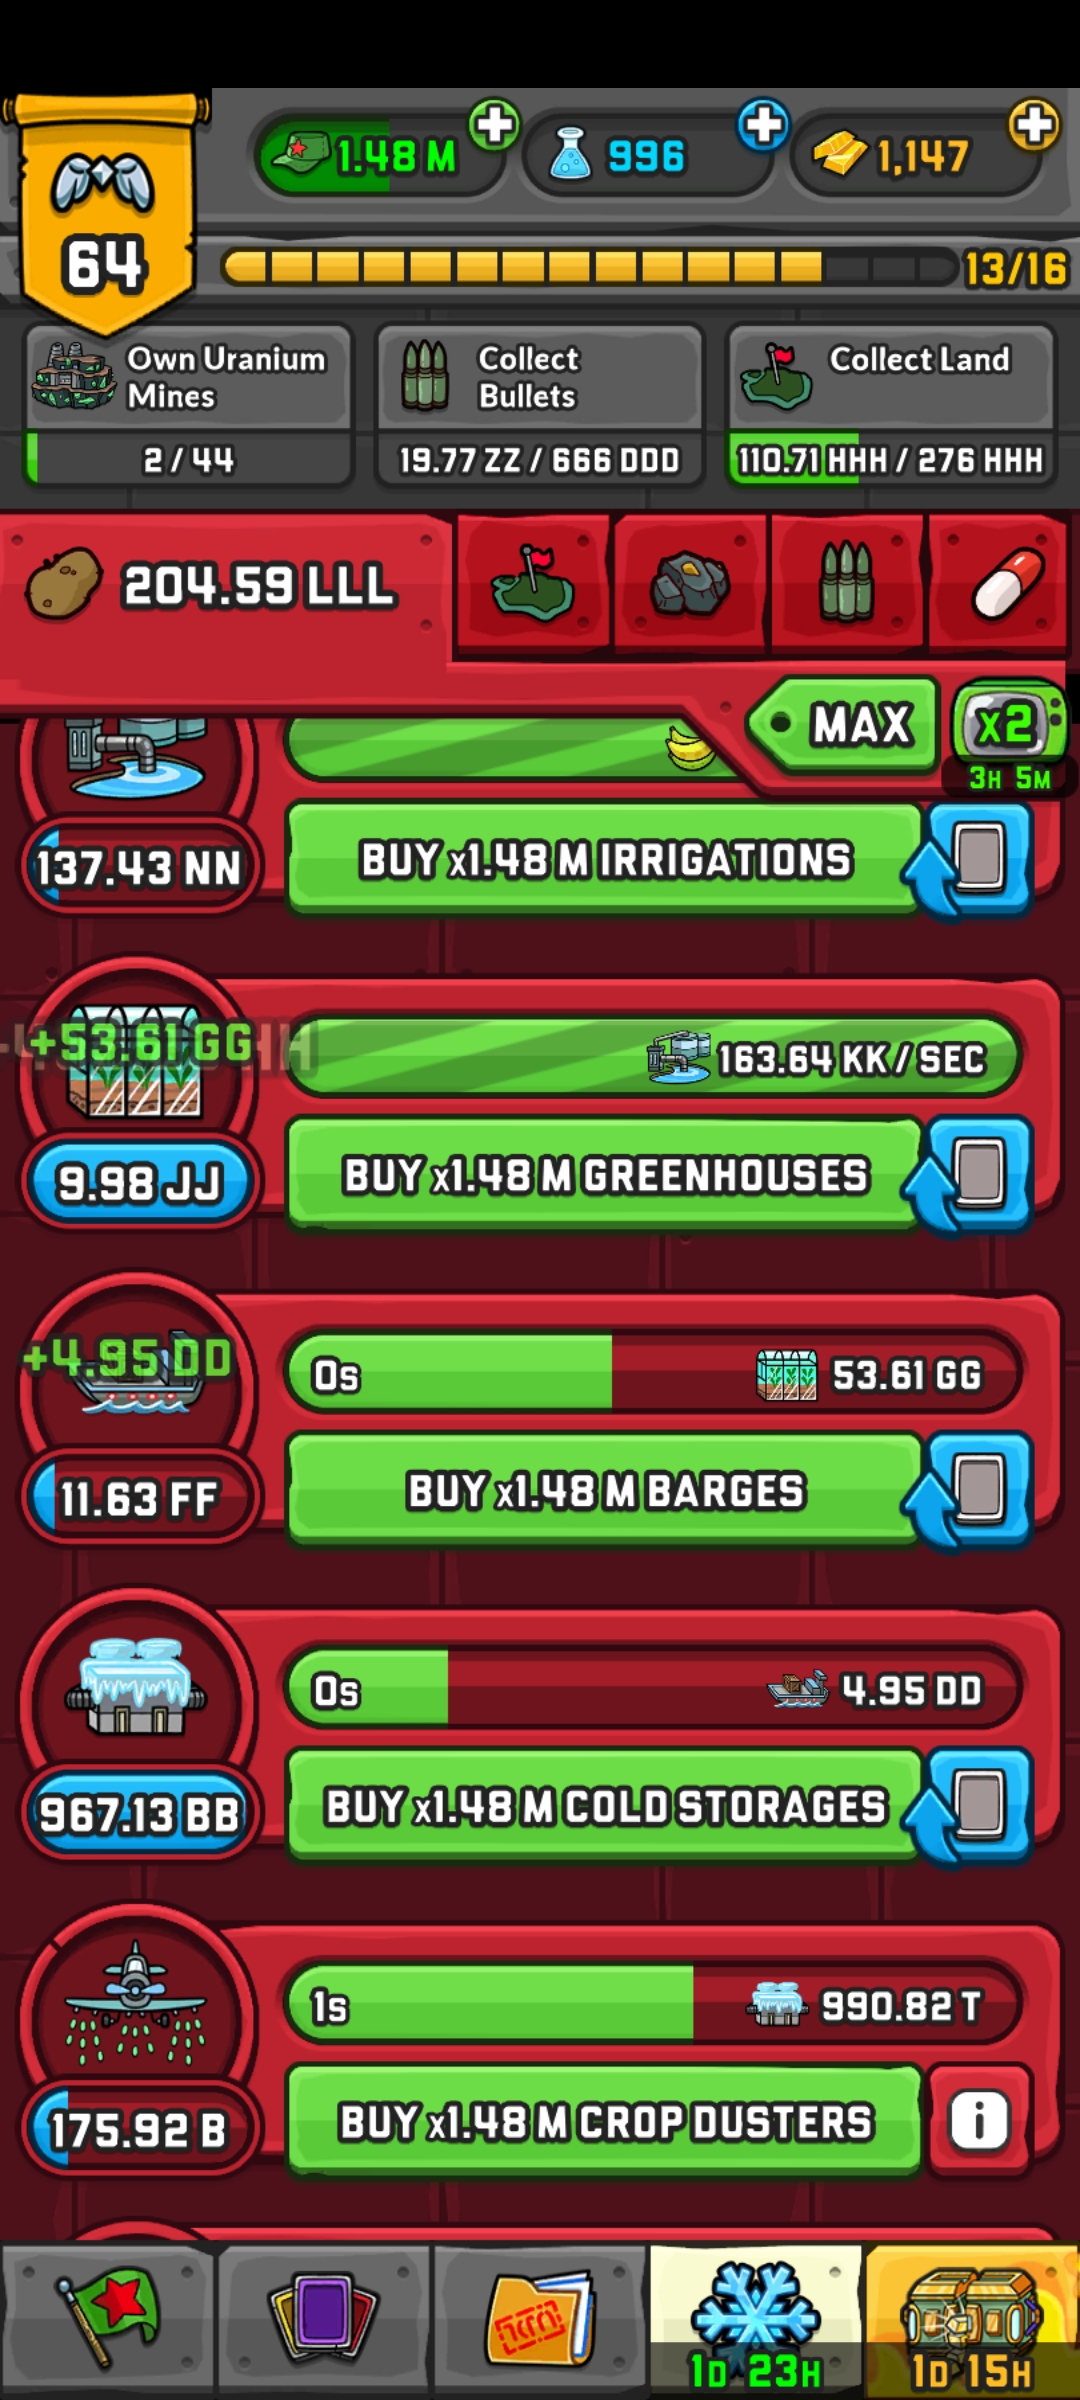 1.48 M
996
1,147
64
13/16
Own Uranium
Mines
2 / 44
Collect
Bullets
19.77 ZZ / 666 DDD
Collect Land
110.71 HHH / 276 HHH
204.59 LLL
MAX
x2
3H 5M
137.43 NN
BUY x1.48 M IRRIGATIONS
+53.61 GG
163.64 KK / SEC
9.98 JJ
BUY x1.48 M GREENHOUSES
+4.95 DD
0s
53.61 GG
11.63 FF
BUY x1.48 M BARGES
0s
4.95 DD
967.13 BB
BUY x1.48 M COLD STORAGES
1s
990.82 T
175.92 B
BUY x1.48 M CROP DUSTERS
i
1D 23H
1D 15H